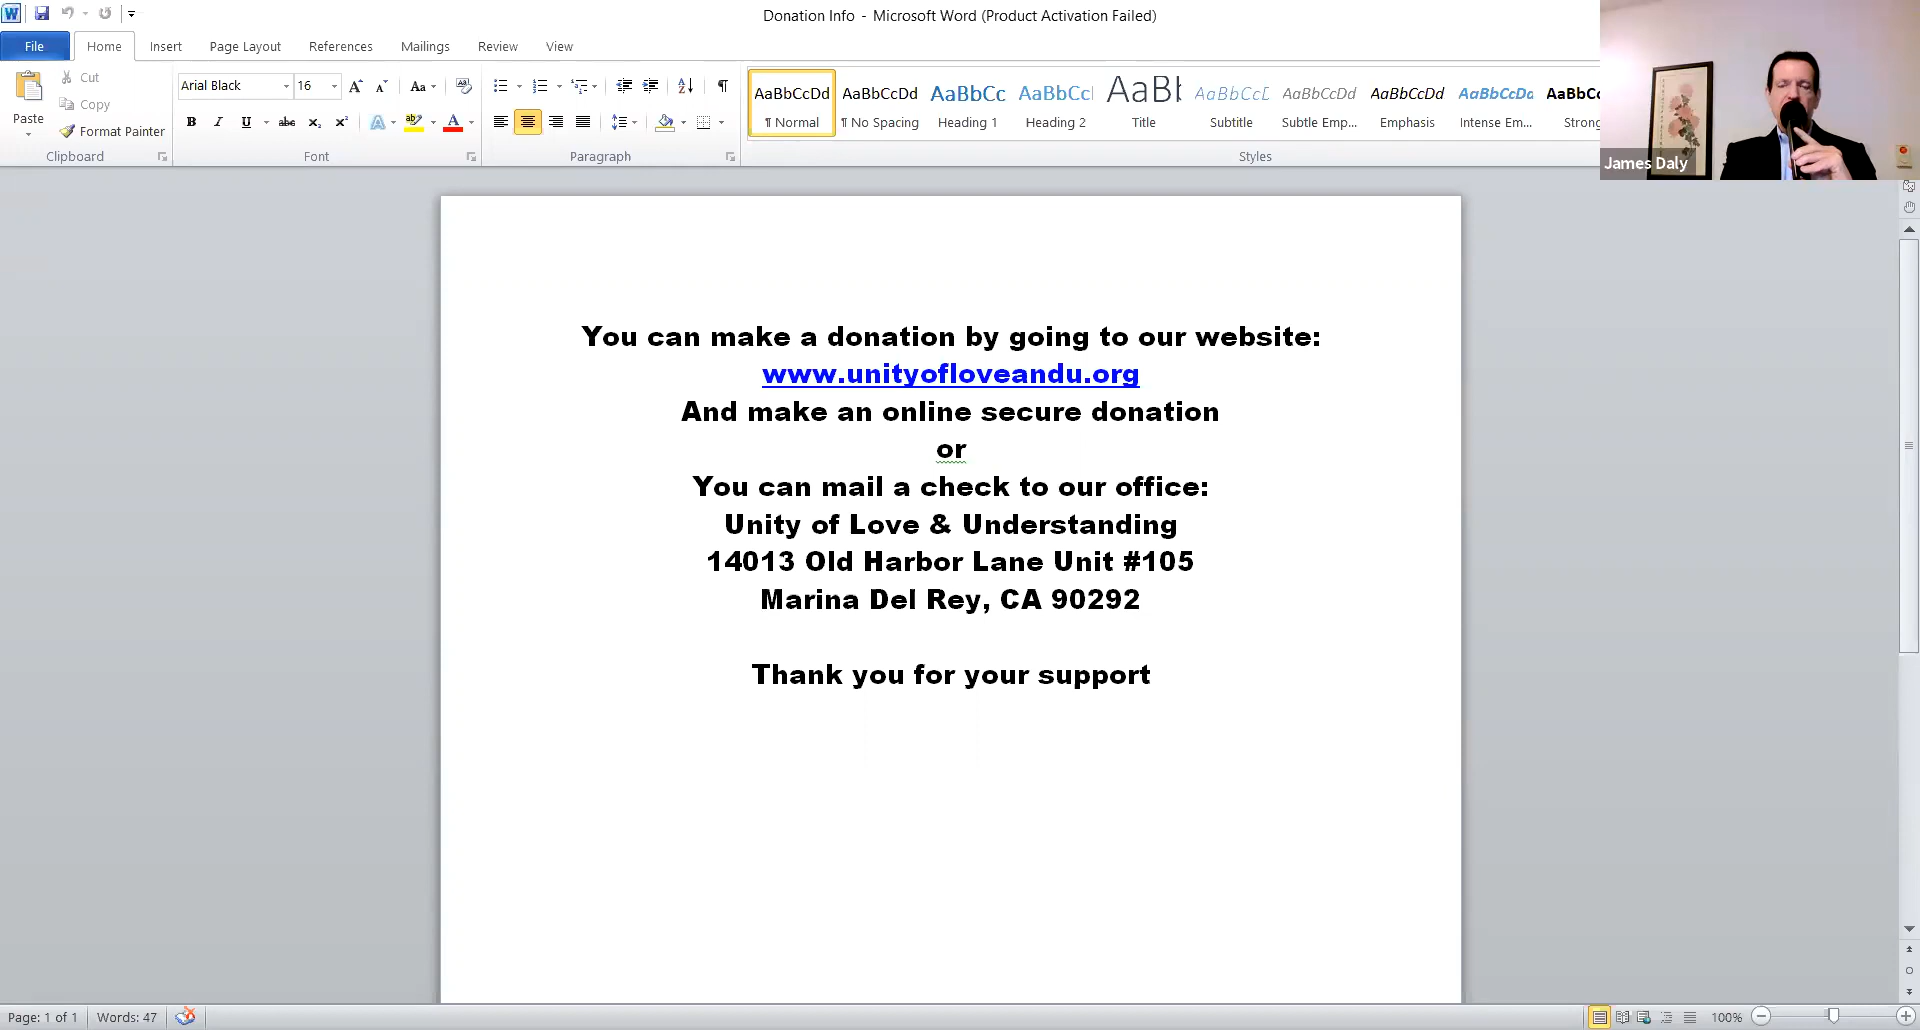 Donation Info - Microsoft Word (Product Activation Failed)
File Home Insert Page Layout References Mailings Review View
Paste
Cut
Copy
Format Painter
Clipboard
Arial Black 16
Font
Paragraph
AaBbCcDd AaBbCcDd AaBbCc AaBbCc AaBb AaBbCcD AaBbCcDd AaBbCcDd AaBbCcDd AaBbCc
¶ Normal ¶ No Spacing Heading 1 Heading 2 Title Subtitle Subtle Emp... Emphasis Intense Em... Strong
Styles
James Daly
You can make a donation by going to our website:
www.unityofloveandu.org
And make an online secure donation
or
You can mail a check to our office:
Unity of Love & Understanding
14013 Old Harbor Lane Unit #105
Marina Del Rey, CA 90292
Thank you for your support
Page: 1 of 1 Words: 47 100%